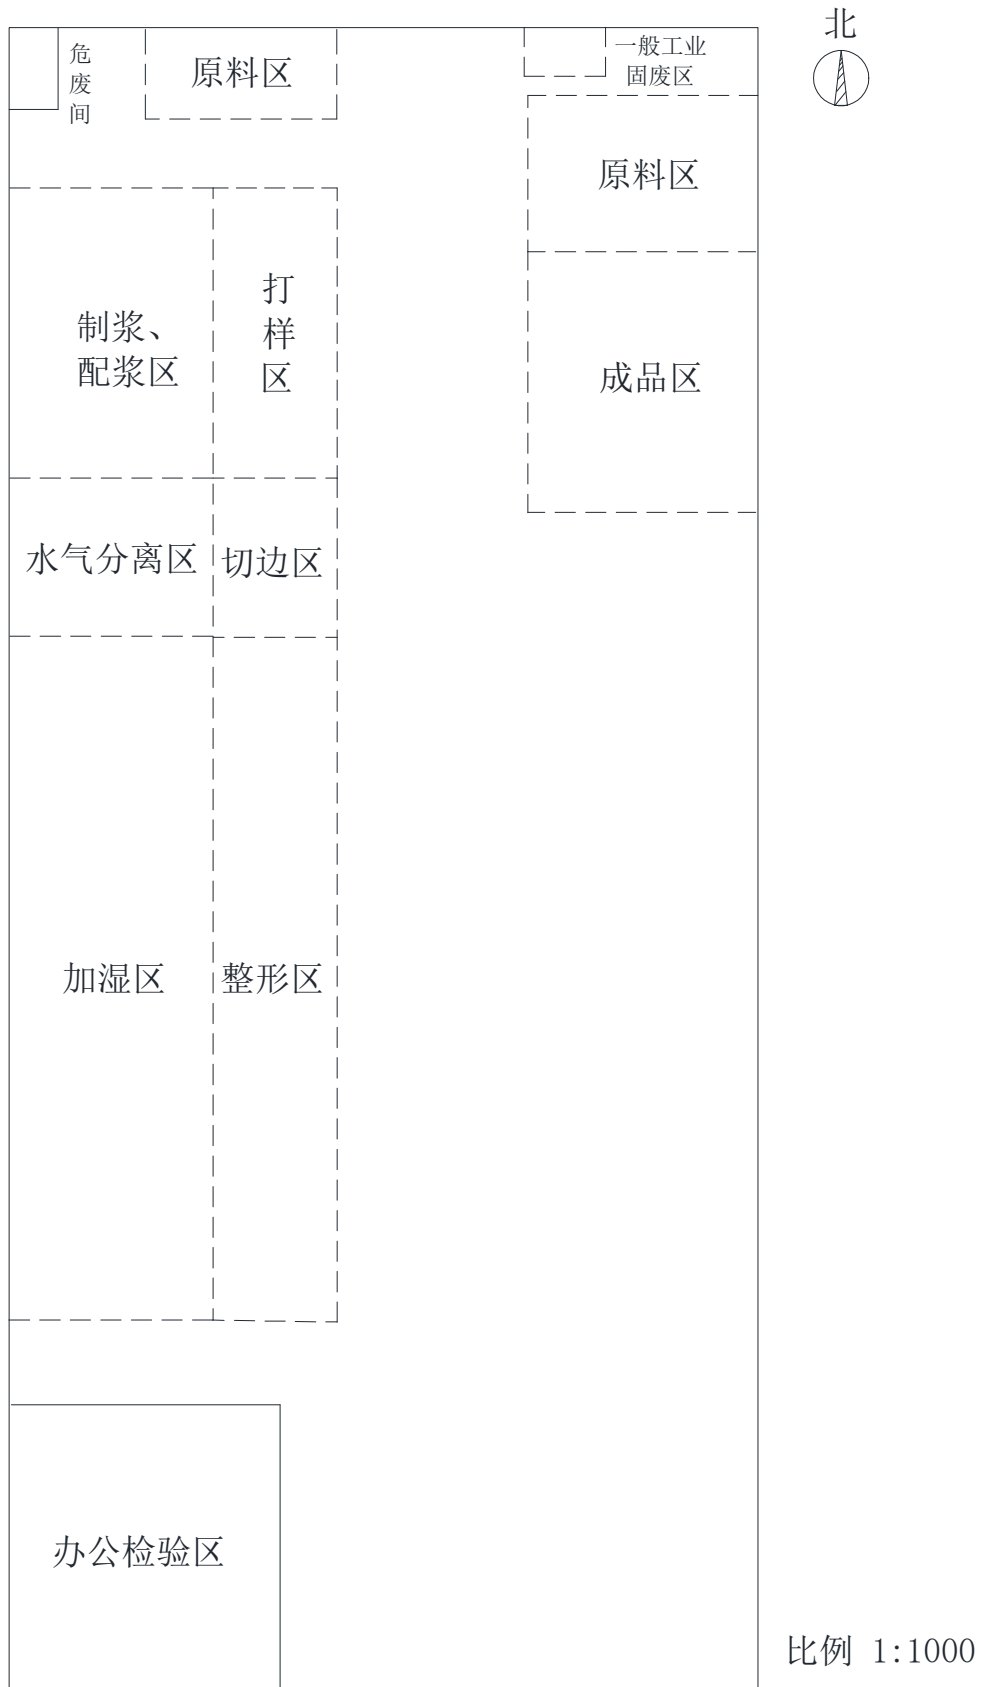 北
危
废
间
原料区
一般工业
固废区
原料区
制浆、
配浆区
打
样
区
成品区
水气分离区
切边区
加湿区
整形区
办公检验区
比例 1:1000